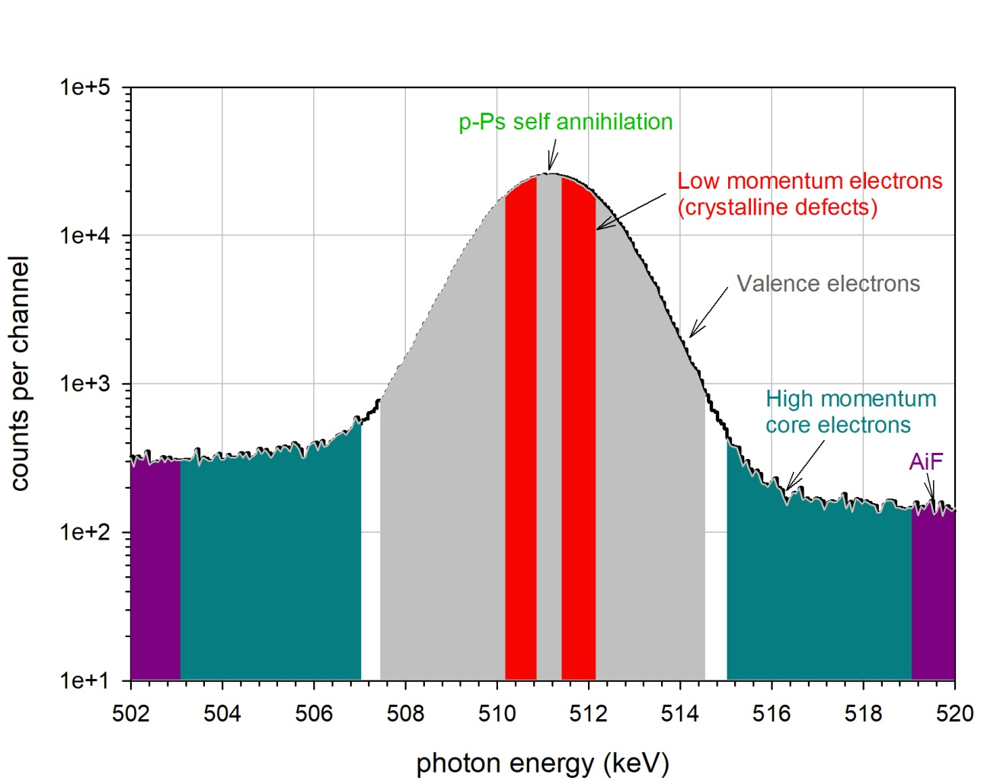 1e+5
p-Ps self annihilation
Low momentum electrons
(crystalline defects)
1e+4
Valence electrons
1e+3
High momentum
core electrons
AiF
1e+2
1e+1
counts per channel
502 504 506 508 510 512 514 516 518 520
photon energy (keV)